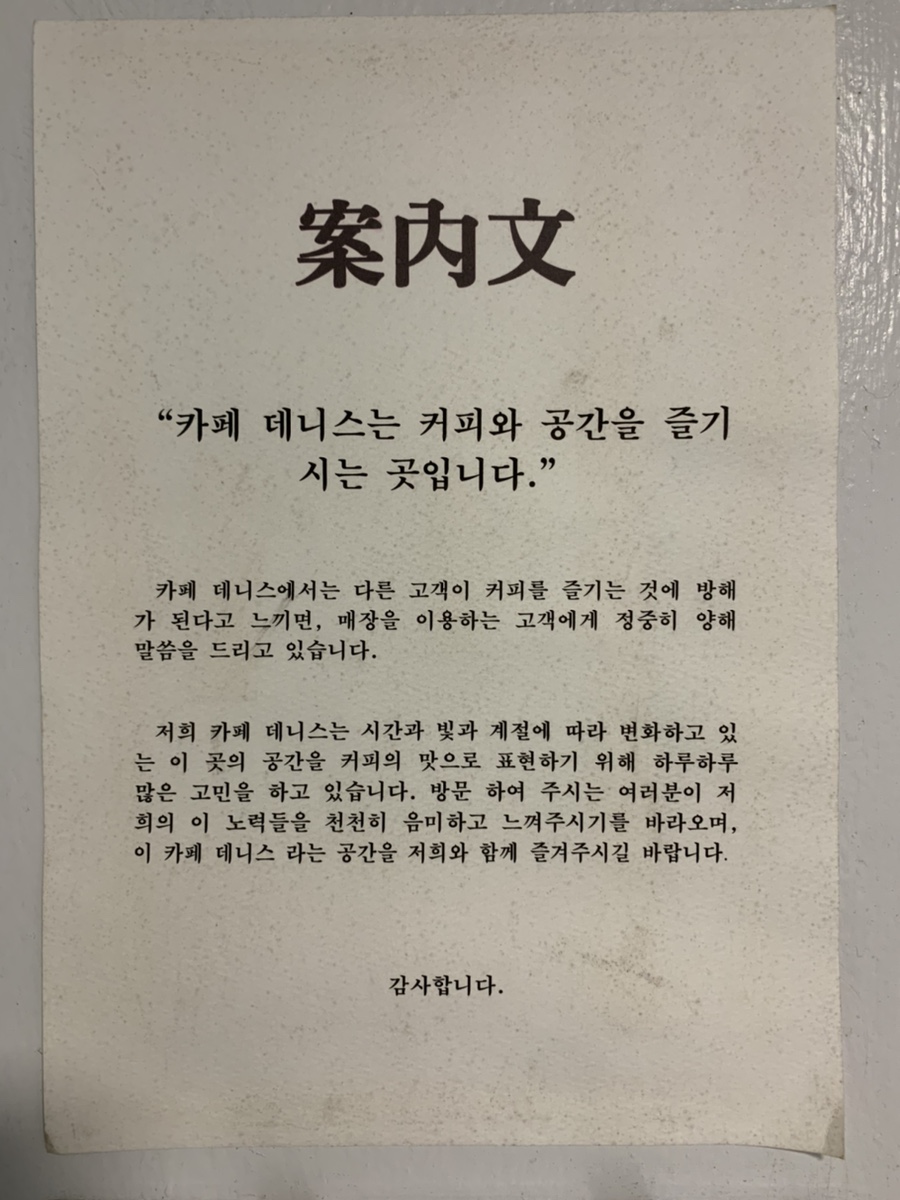 案內文
“카페 데니스는 커피와 공간을 즐기
시는 곳입니다.”
카페 데니스에서는 다른 고객이 커피를 즐기는 것에 방해
가 된다고 느끼면, 매장을 이용하는 고객에게 정중히 양해
말씀을 드리고 있습니다.
저희 카페 데니스는 시간과 빛과 계절에 따라 변화하고 있
는 이 곳의 공간을 커피의 맛으로 표현하기 위해 하루하루
많은 고민을 하고 있습니다. 방문 하여 주시는 여러분이 저
희의 이 노력들을 천천히 음미하고 느껴주시기를 바라오며,
이 카페 데니스 라는 공간을 저희와 함께 즐겨주시길 바랍니다.
감사합니다.